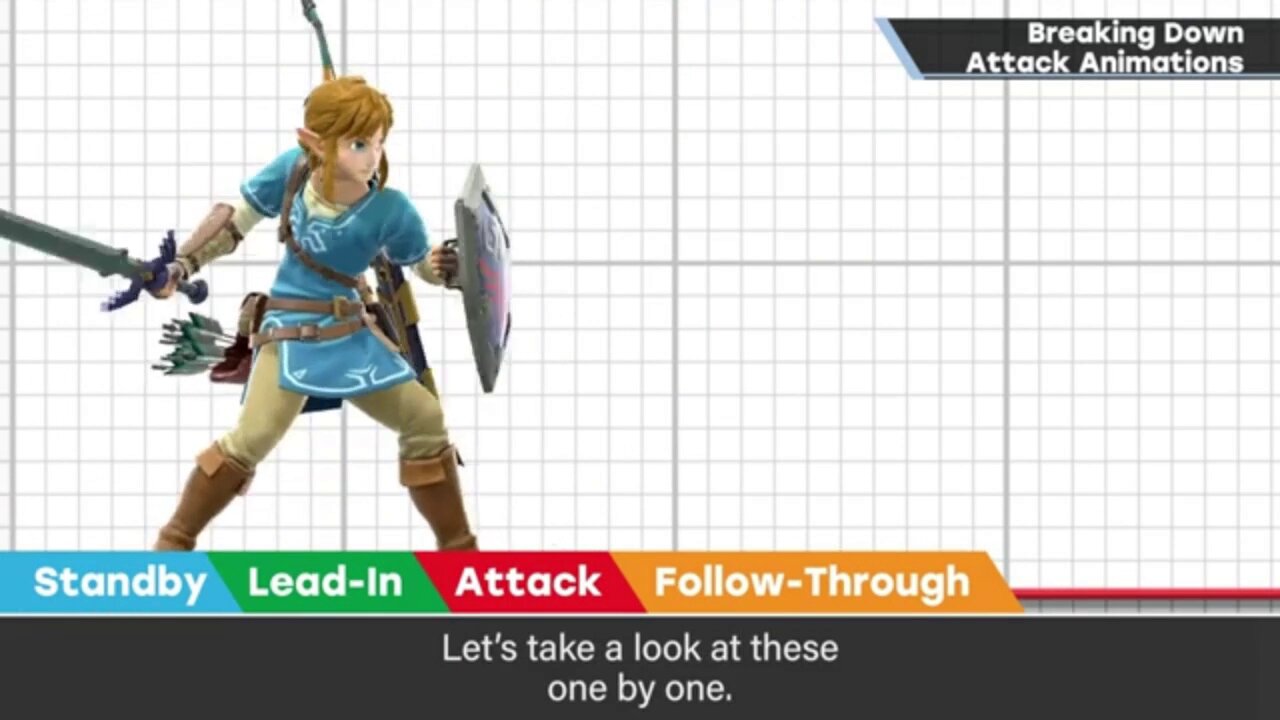 Breaking Down
Attack Animations
Standby
Lead-In
Attack
Follow-Through
Let’s take a look at these
one by one.